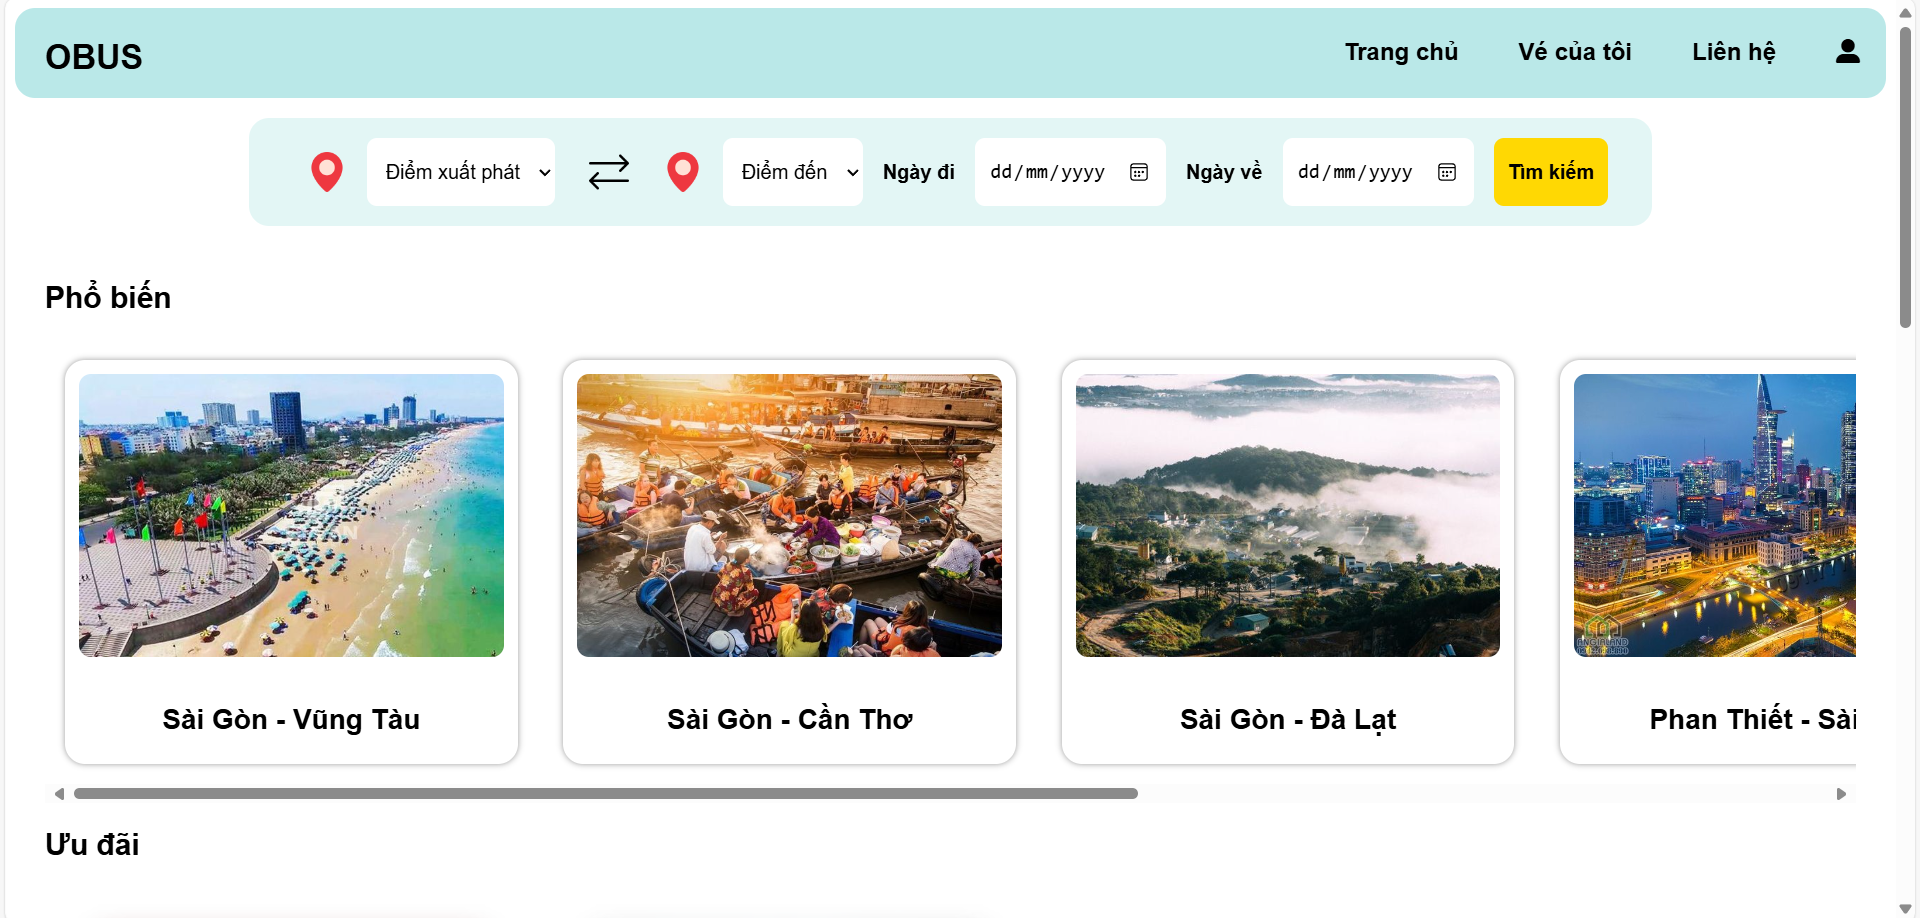 OBUS
Trang chủ
Vé của tôi
Liên hệ
Điểm xuất phát
Điểm đến
Ngày đi
dd/mm/yyyy
Ngày về
dd/mm/yyyy
Tìm kiếm
Phổ biến
Sài Gòn - Vũng Tàu
Sài Gòn - Cần Thơ
Sài Gòn - Đà Lạt
Phan Thiết - Sài
ANGIALAND
Ưu đãi